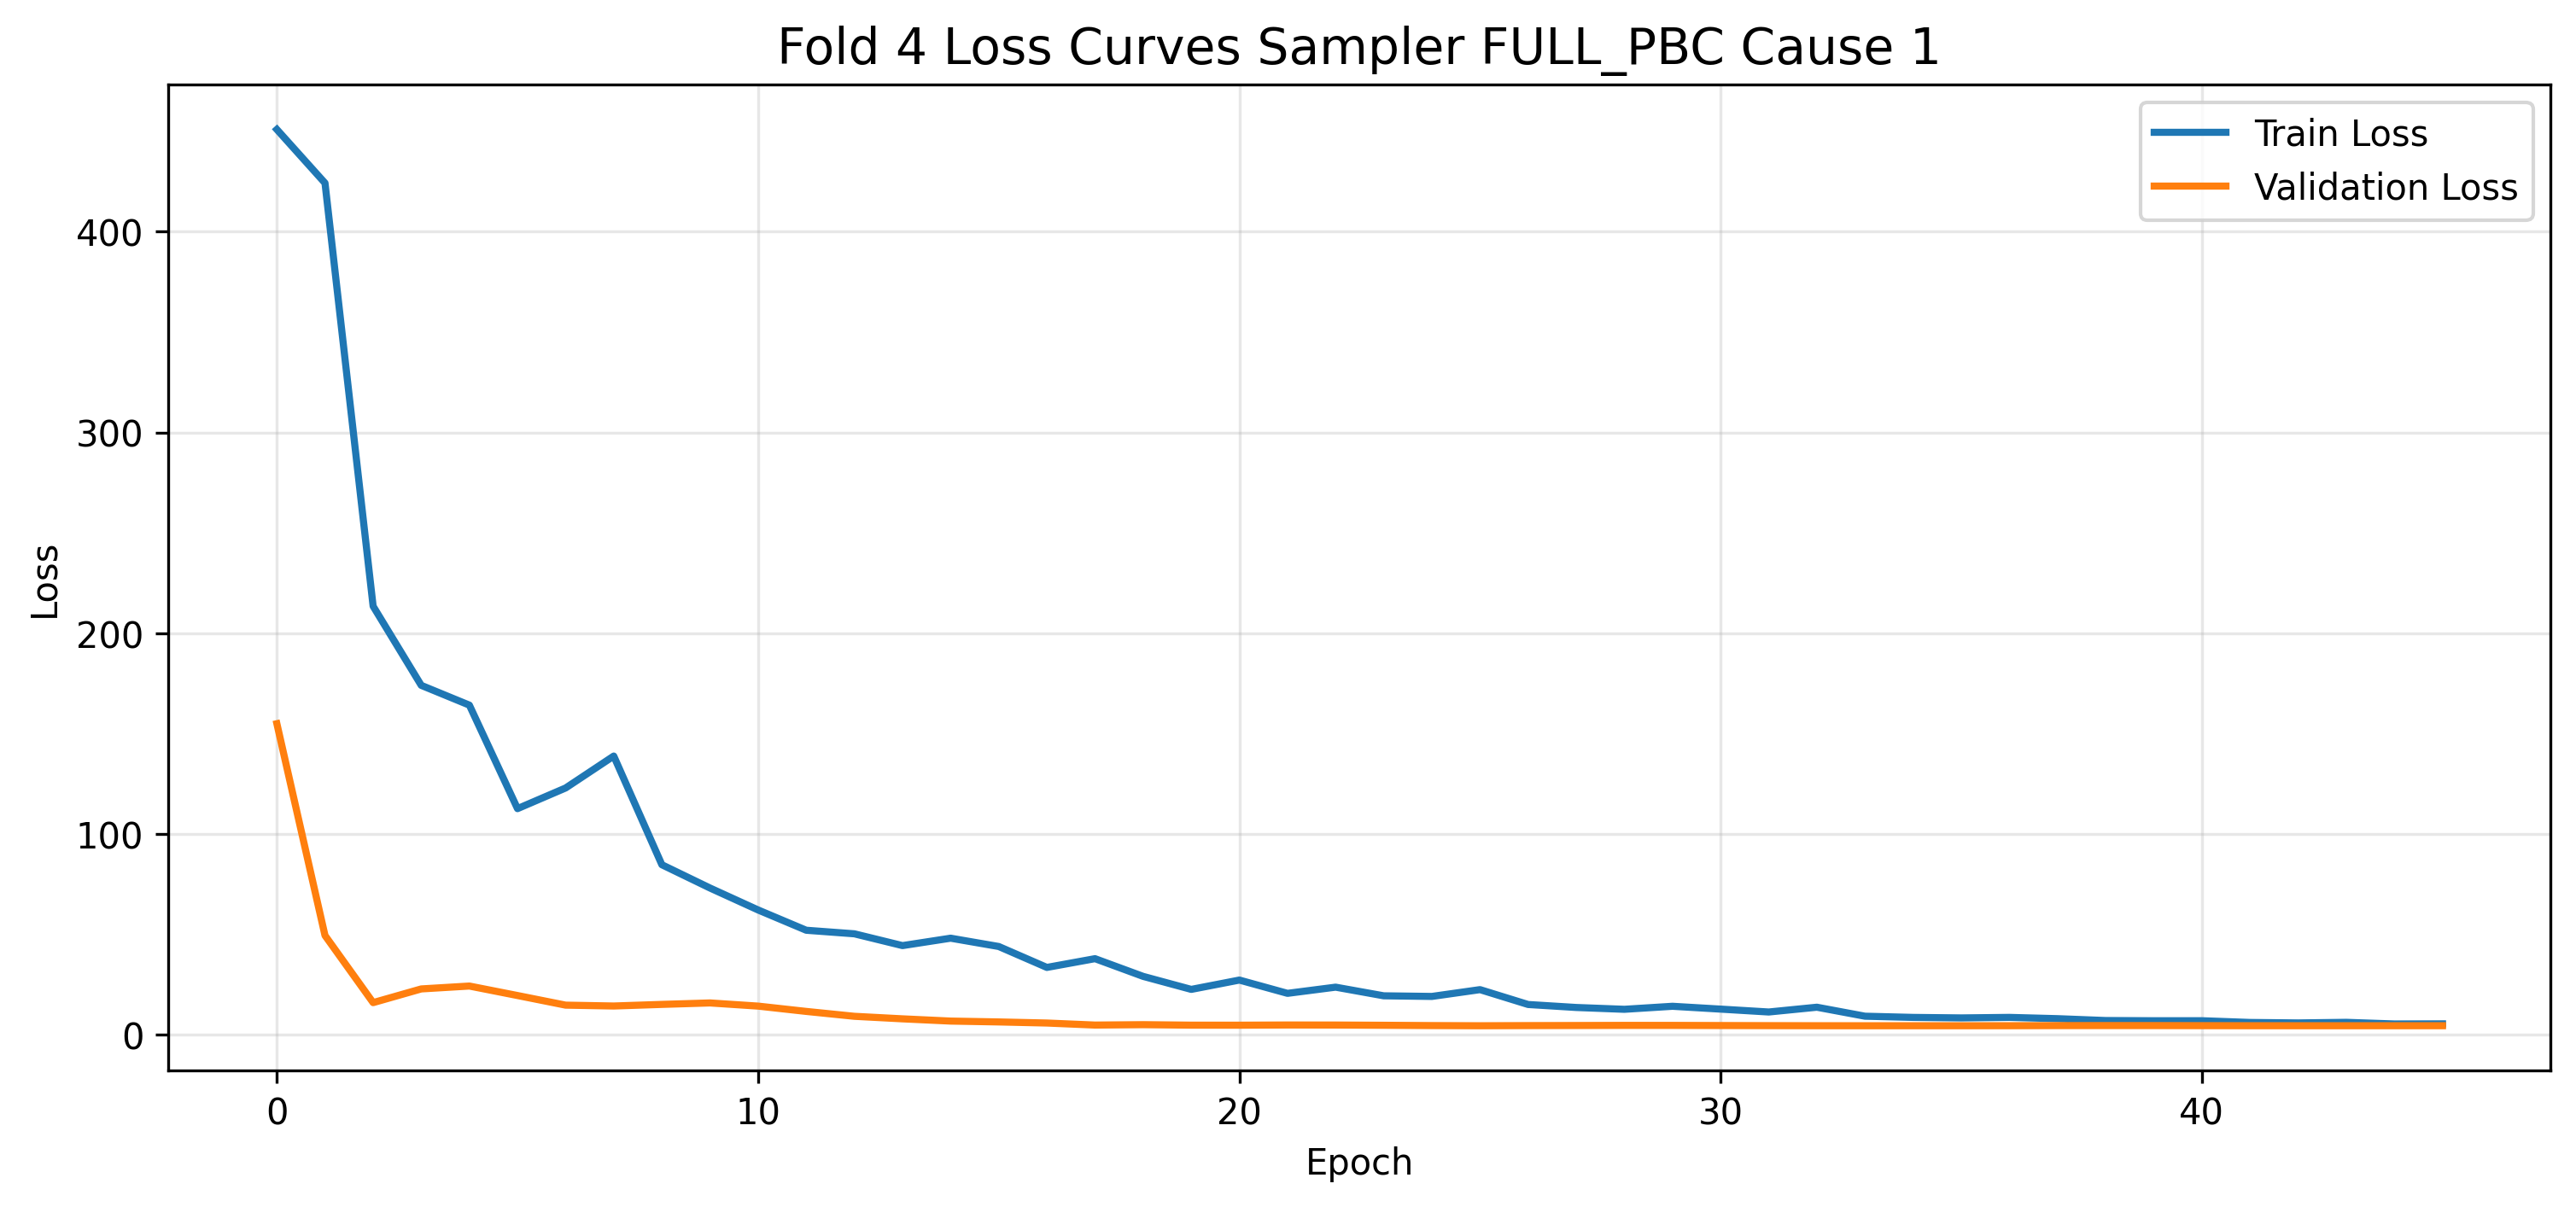 Fold 4 Loss Curves Sampler FULL_PBC Cause 1
Train Loss
Validation Loss
400
300
200
100
0
Loss
0 10 20 30 40
Epoch